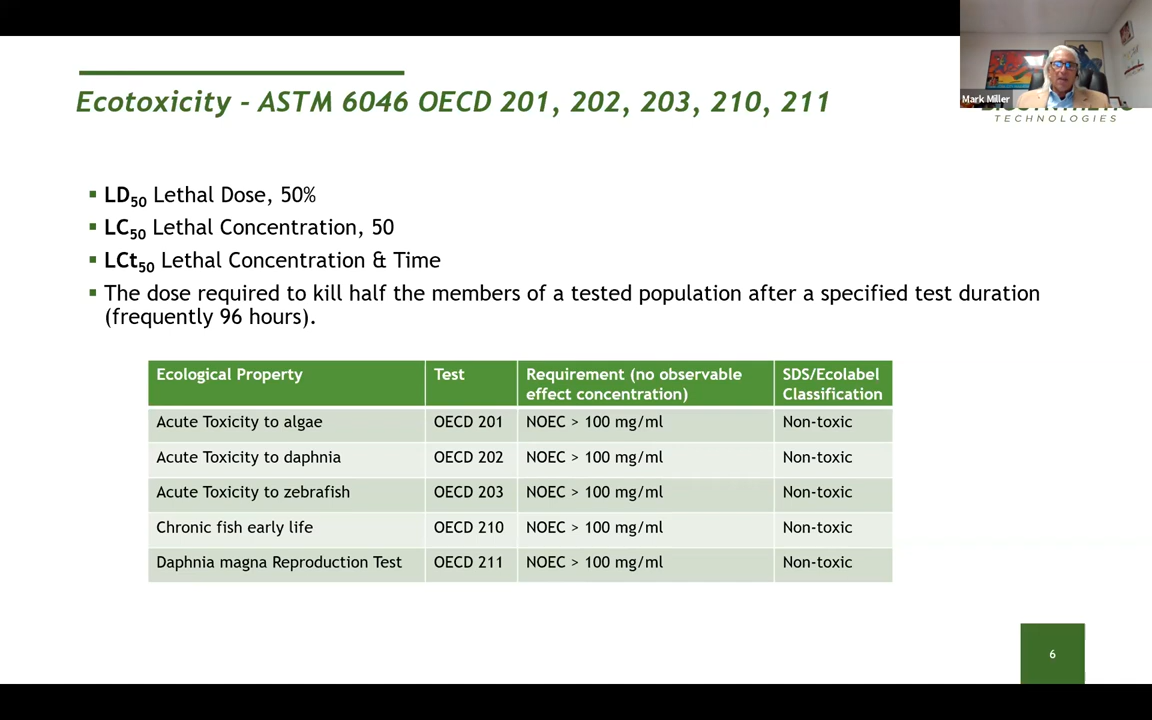 Ecotoxicity - ASTM 6046 OECD 201, 202, 203, 210, 211
Mark Miller
TECHNOLOGIES
▪ LD50 Lethal Dose, 50%
▪ LC50 Lethal Concentration, 50
▪ LCt50 Lethal Concentration & Time
▪ The dose required to kill half the members of a tested population after a specified test duration
(frequently 96 hours).
Ecological Property Test Requirement (no observable effect concentration) SDS/Ecolabel Classification
Acute Toxicity to algae OECD 201 NOEC > 100 mg/ml Non-toxic
Acute Toxicity to daphnia OECD 202 NOEC > 100 mg/ml Non-toxic
Acute Toxicity to zebrafish OECD 203 NOEC > 100 mg/ml Non-toxic
Chronic fish early life OECD 210 NOEC > 100 mg/ml Non-toxic
Daphnia magna Reproduction Test OECD 211 NOEC > 100 mg/ml Non-toxic
6